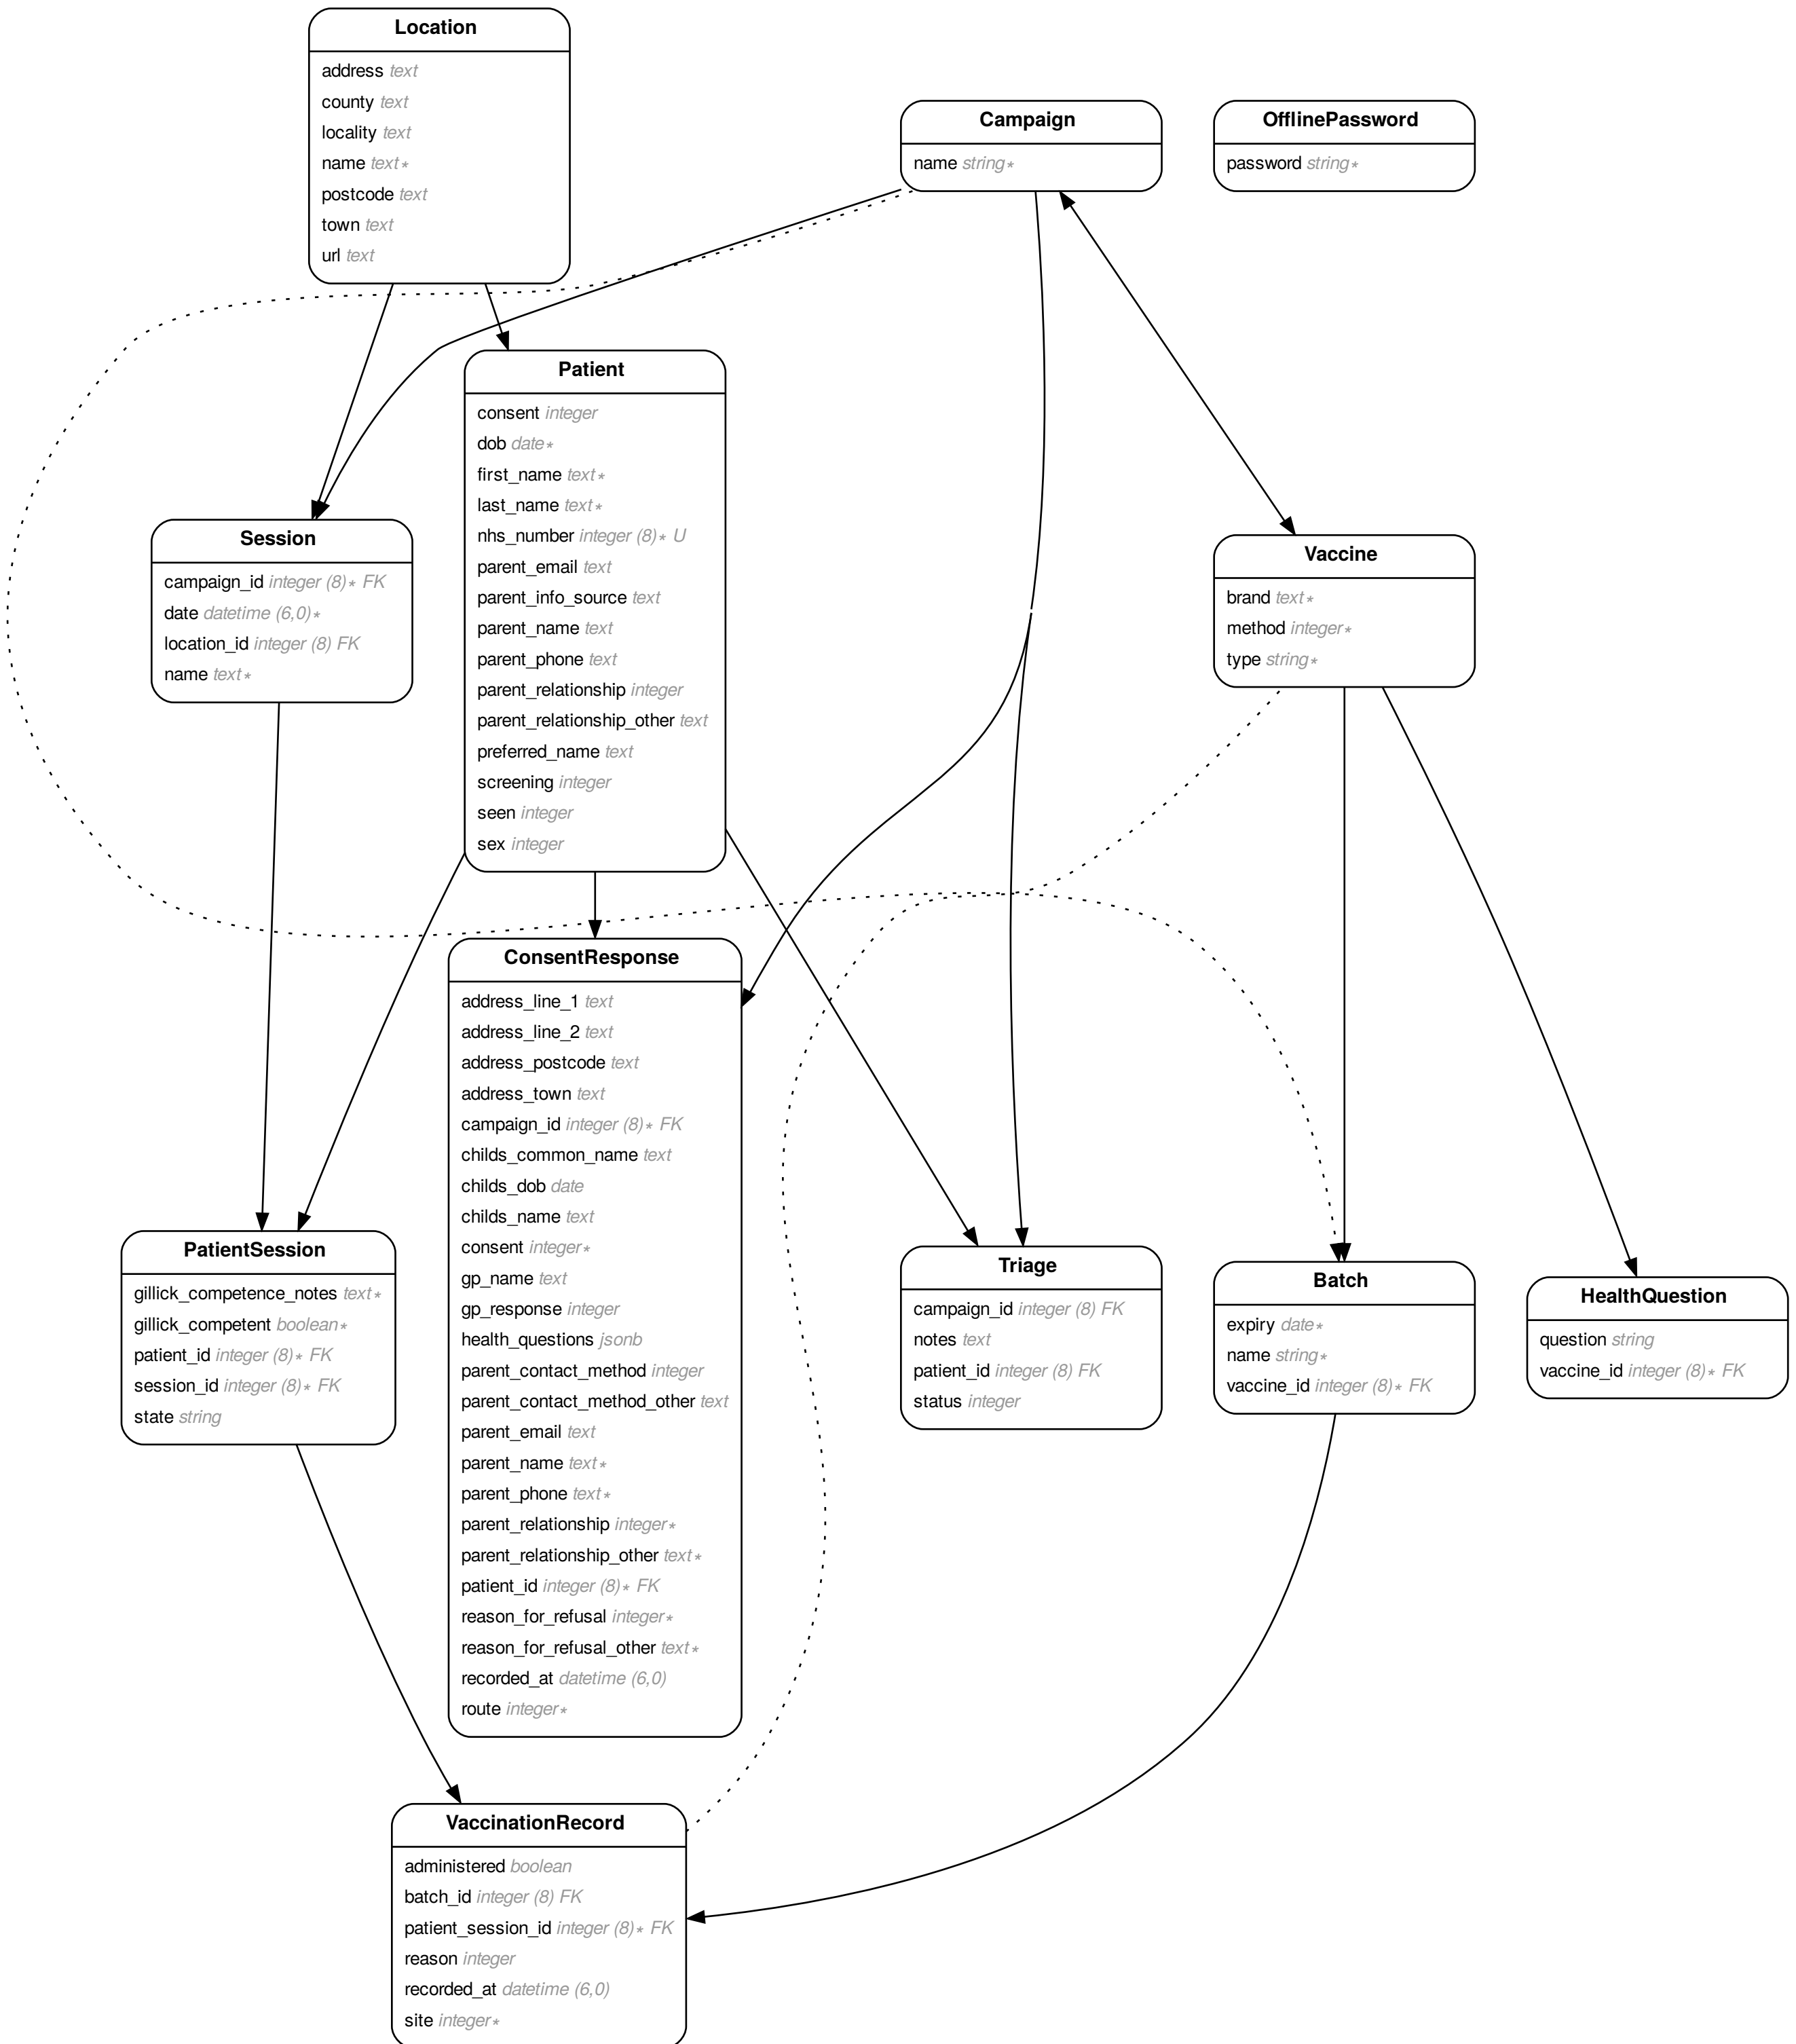 Location
address text
county text
locality text
name text*
postcode text
town text
url text
Campaign
name string*
OfflinePassword
password string*
Patient
consent integer
dob date*
first_name text*
last_name text*
nhs_number integer (8)* U
parent_email text
parent_info_source text
parent_name text
parent_phone text
parent_relationship integer
parent_relationship_other text
preferred_name text
screening integer
seen integer
sex integer
Session
campaign_id integer (8)* FK
date datetime (6,0)*
location_id integer (8) FK
name text*
Vaccine
brand text*
method integer*
type string*
ConsentResponse
address_line_1 text
address_line_2 text
address_postcode text
address_town text
campaign_id integer (8)* FK
childs_common_name text
childs_dob date
childs_name text
consent integer*
gp_name text
gp_response integer
health_questions jsonb
parent_contact_method integer
parent_contact_method_other text
parent_email text
parent_name text*
parent_phone text*
parent_relationship integer*
parent_relationship_other text*
patient_id integer (8)* FK
reason_for_refusal integer*
reason_for_refusal_other text*
recorded_at datetime (6,0)
route integer*
PatientSession
gillick_competence_notes text*
gillick_competent boolean*
patient_id integer (8)* FK
session_id integer (8)* FK
state string
Triage
campaign_id integer (8) FK
notes text
patient_id integer (8) FK
status integer
Batch
expiry date*
name string*
vaccine_id integer (8)* FK
HealthQuestion
question string
vaccine_id integer (8)* FK
VaccinationRecord
administered boolean
batch_id integer (8) FK
patient_session_id integer (8)* FK
reason integer
recorded_at datetime (6,0)
site integer*